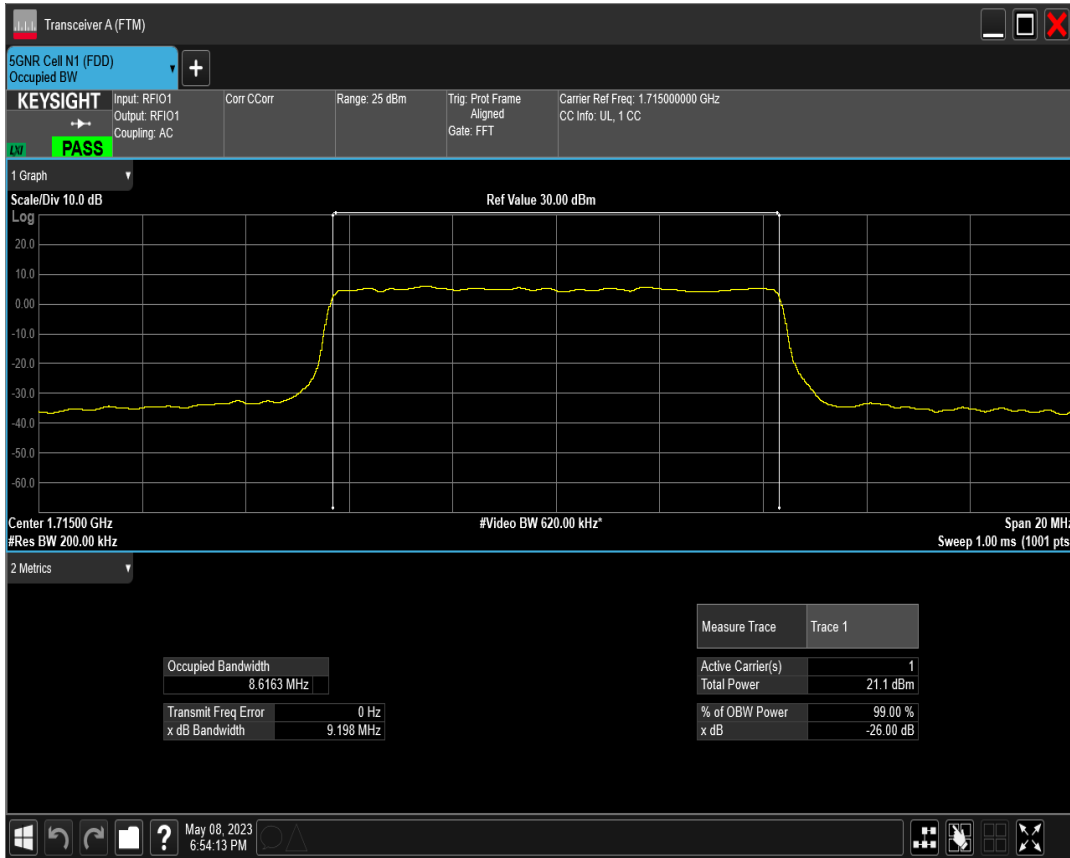 Transceiver A (FTM)
5GNR Cell N1 (FDD)
Occupied BW
+
KEYSIGHT
LXI
PASS
Input: RFIO1
Output: RFIO1
Coupling: AC
Corr CCorr
Range: 25 dBm
Trig: Prot Frame
Aligned
Gate: FFT
Carrier Ref Freq: 1.715000000 GHz
CC Info: UL, 1 CC
1 Graph
Scale/Div 10.0 dB
Ref Value 30.00 dBm
Log
20.0
10.0
0.00
-10.0
-20.0
-30.0
-40.0
-50.0
-60.0
Center 1.71500 GHz
#Video BW 620.00 kHz*
Span 20 MHz
#Res BW 200.00 kHz
Sweep 1.00 ms (1001 pts
2 Metrics
Measure Trace Trace 1
Occupied Bandwidth
8.6163 MHz
Active Carrier(s) 1
Total Power 21.1 dBm
Transmit Freq Error 0 Hz
x dB Bandwidth 9.198 MHz
% of OBW Power 99.00 %
x dB -26.00 dB
?
May 08, 2023
6:54:13 PM